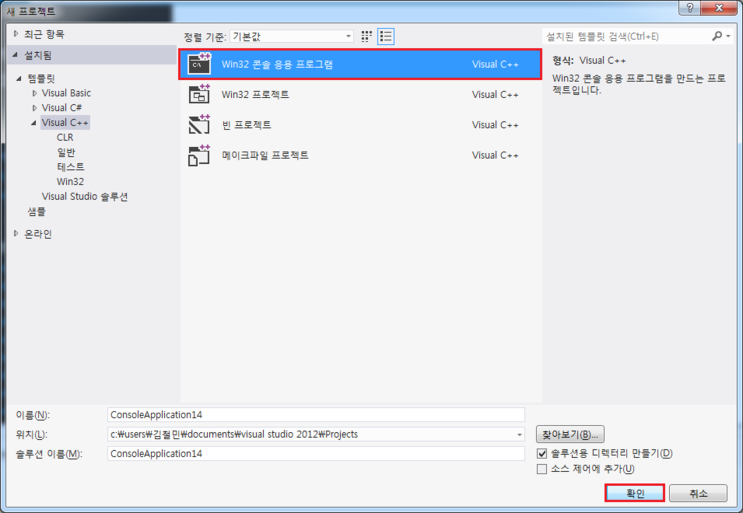 새 프로젝트
최근 항목
설치됨
템플릿
Visual Basic
Visual C#
Visual C++
CLR
일반
테스트
Win32
Visual Studio 솔루션
샘플
온라인
정렬 기준: 기본값
Win32 콘솔 응용 프로그램 Visual C++
Win32 프로젝트 Visual C++
빈 프로젝트 Visual C++
메이크파일 프로젝트 Visual C++
설치된 템플릿 검색(Ctrl+E)
형식: Visual C++
Win32 콘솔 응용 프로그램을 만드는 프로
젝트입니다.
이름(N): ConsoleApplication14
위치(L): c:₩users₩김철민₩documents₩visual studio 2012₩Projects 찾아보기(B)...
솔루션 이름(M): ConsoleApplication14 솔루션용 디렉터리 만들기(D)
소스 제어에 추가(U)
확인 취소